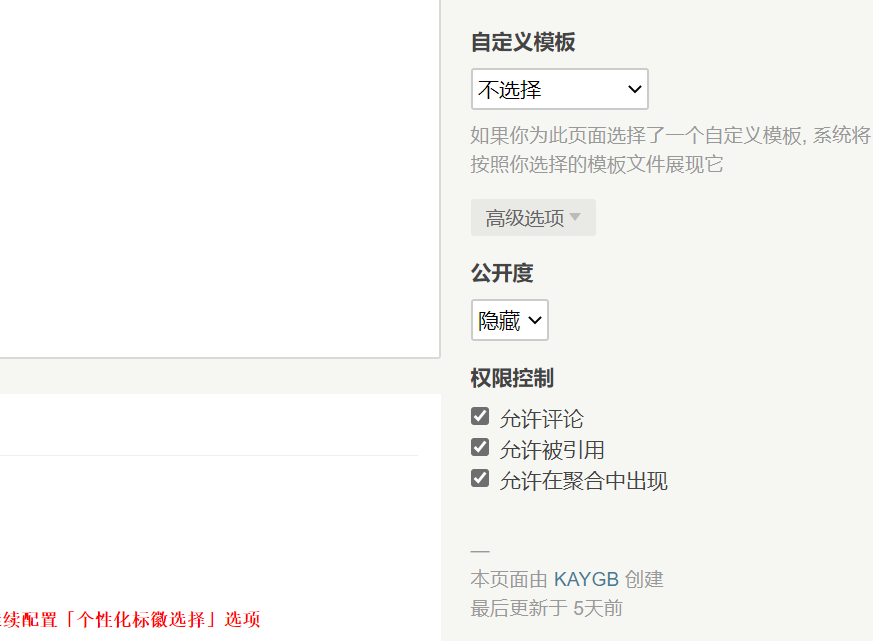 自定义模板
不选择
如果你为此页面选择了一个自定义模板, 系统将
按照你选择的模板文件展现它
高级选项
公开度
隐藏
权限控制
允许评论
允许被引用
允许在聚合中出现
—
本页面由 KAYGB 创建
最后更新于 5天前
续配置「个性化标徽选择」选项